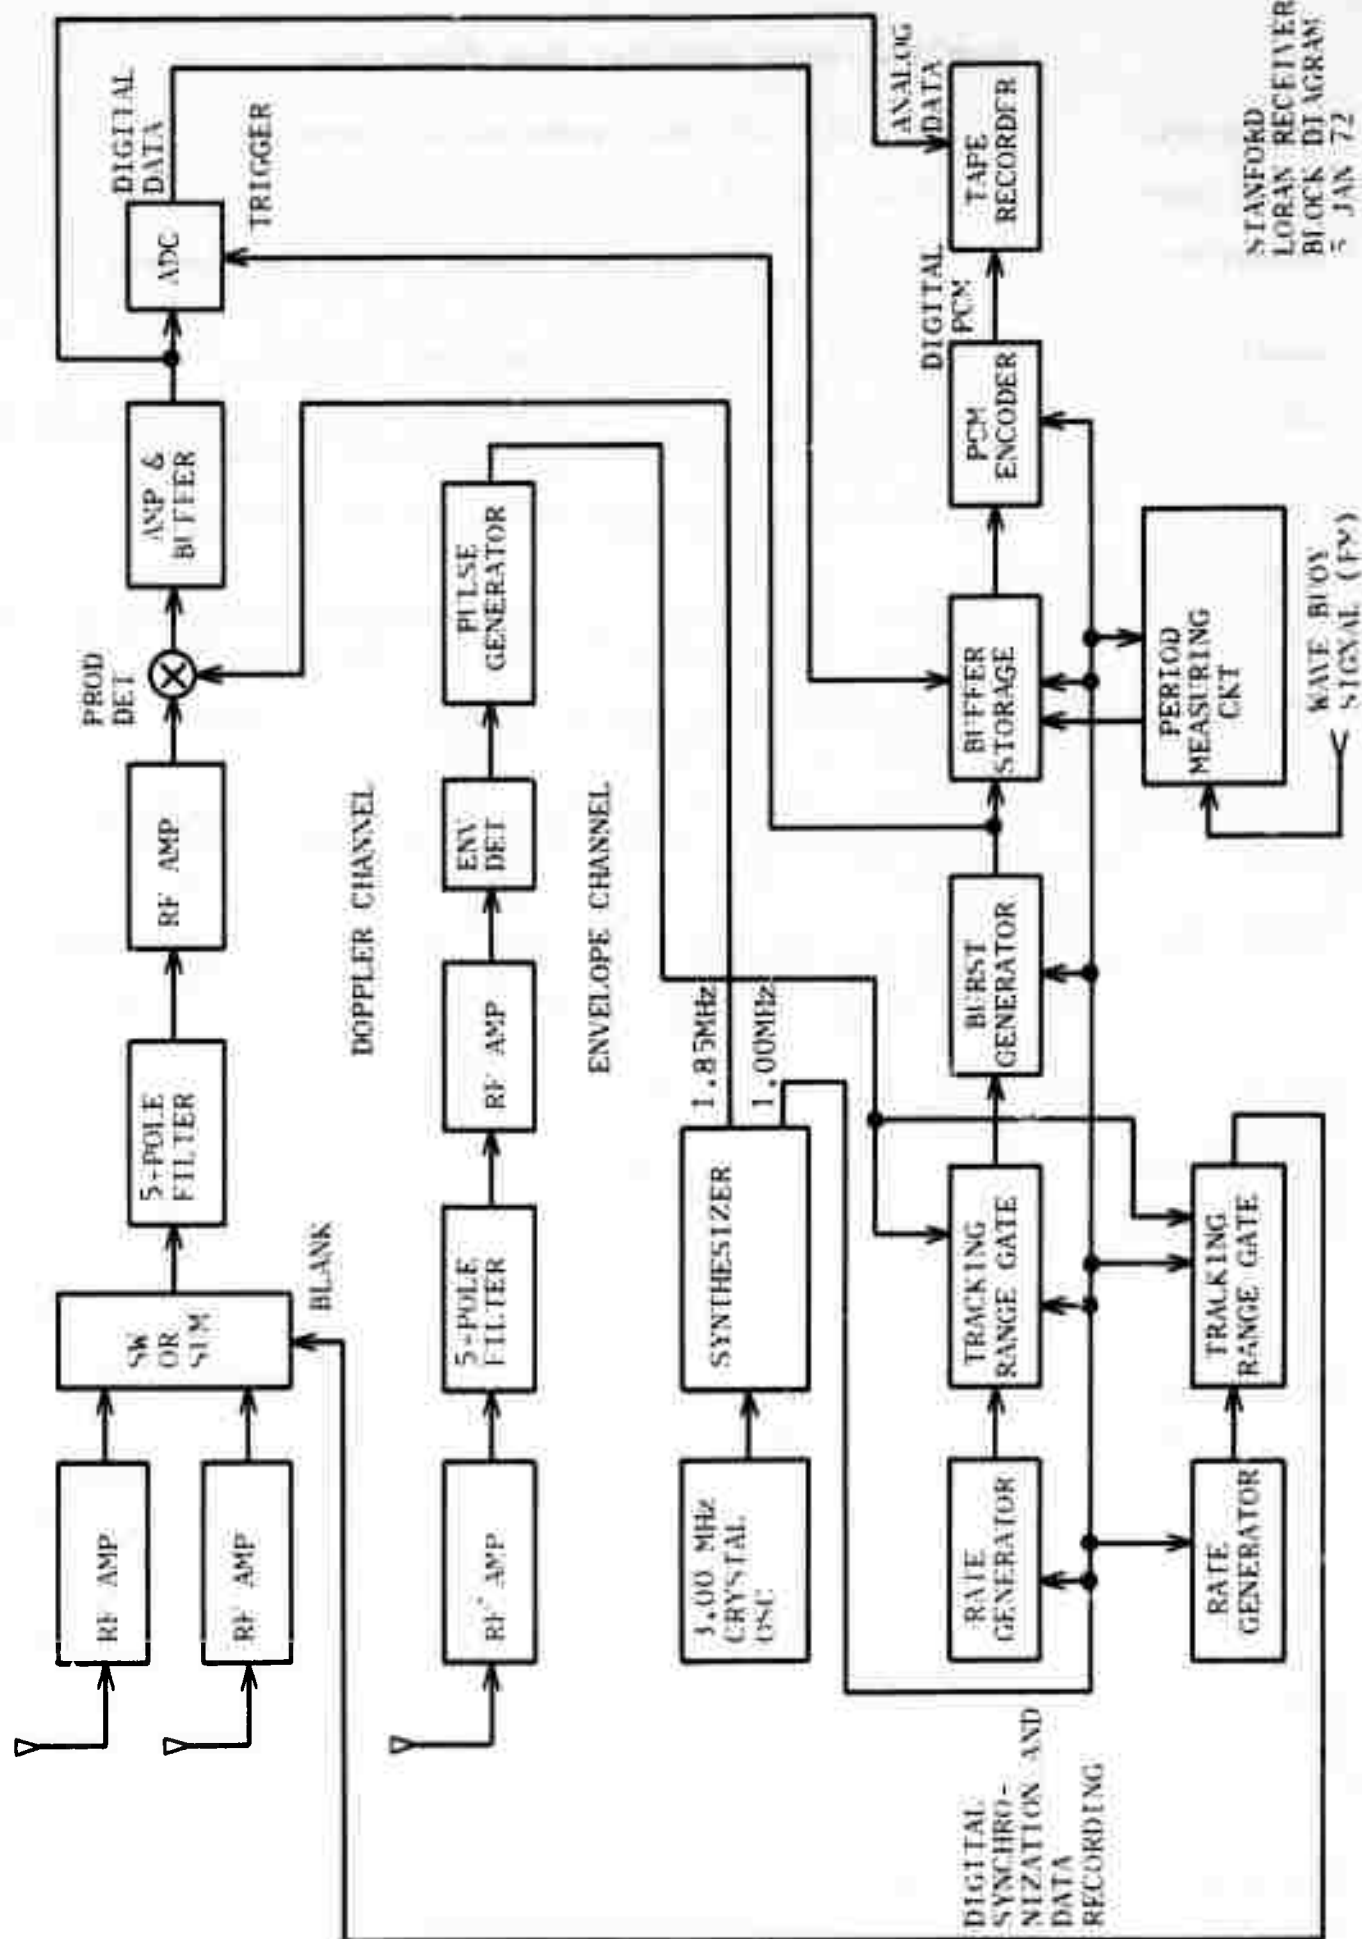 RF AMP
RF AMP
SW
OR
SUM
BLANK
5-POLE
FILTER
RF AMP
PROD
DET
AMP &
BUFFER
ADC
DIGITAL
DATA
TRIGGER
DOPPLER CHANNEL
RF AMP
5-POLE
FILTER
RF AMP
ENV
DET
PULSE
GENERATOR
ENVELOPE CHANNEL
3.00 MHz
CRYSTAL
OSC
SYNTHESIZER
1.85MHz
1.00MHz
ANALOG
DATA
DIGITAL
SYNCHRO-
NIZATION AND
DATA
RECORDING
RATE
GENERATOR
TRACKING
RANGE GATE
BURST
GENERATOR
BUFFER
STORAGE
PCM
ENCODER
DIGITAL
PCM
TAPE
RECORDER
RATE
GENERATOR
TRACKING
RANGE GATE
PERIOD
MEASURING
CKT
WAVE BUOY
SIGNAL (FM)
STANFORD
LORAN RECEIVER
BLOCK DIAGRAM
5 JAN 72